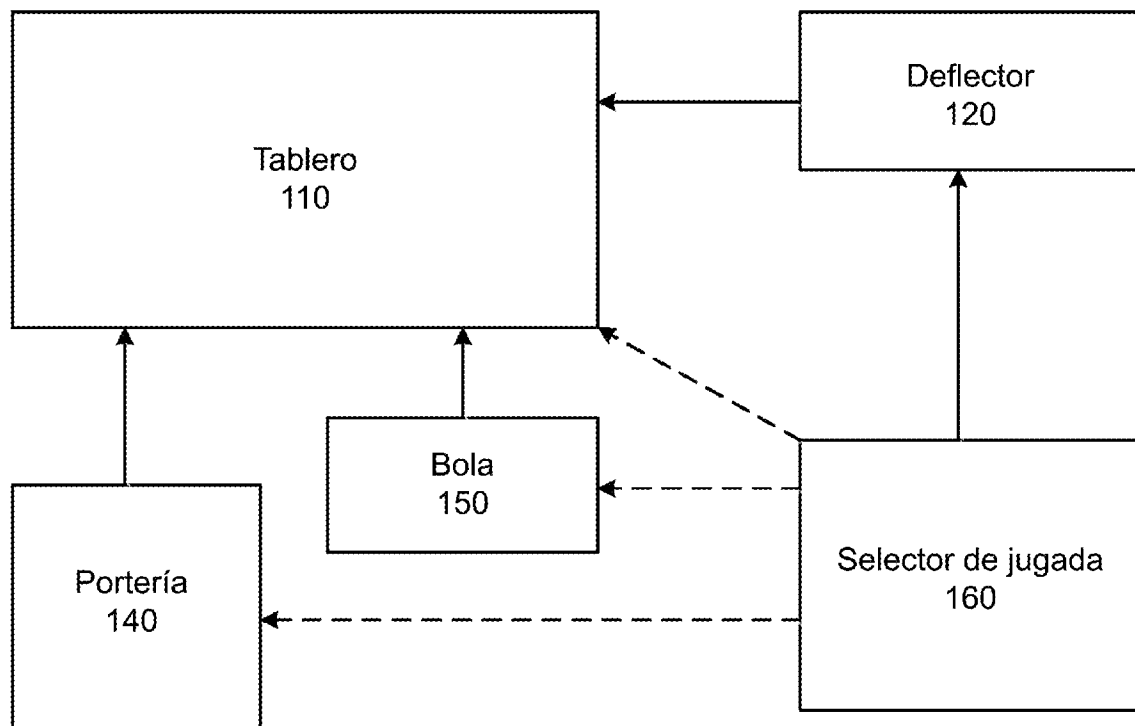 Tablero
110
Deflector
120
Bola
150
Portería
140
Selector de jugada
160